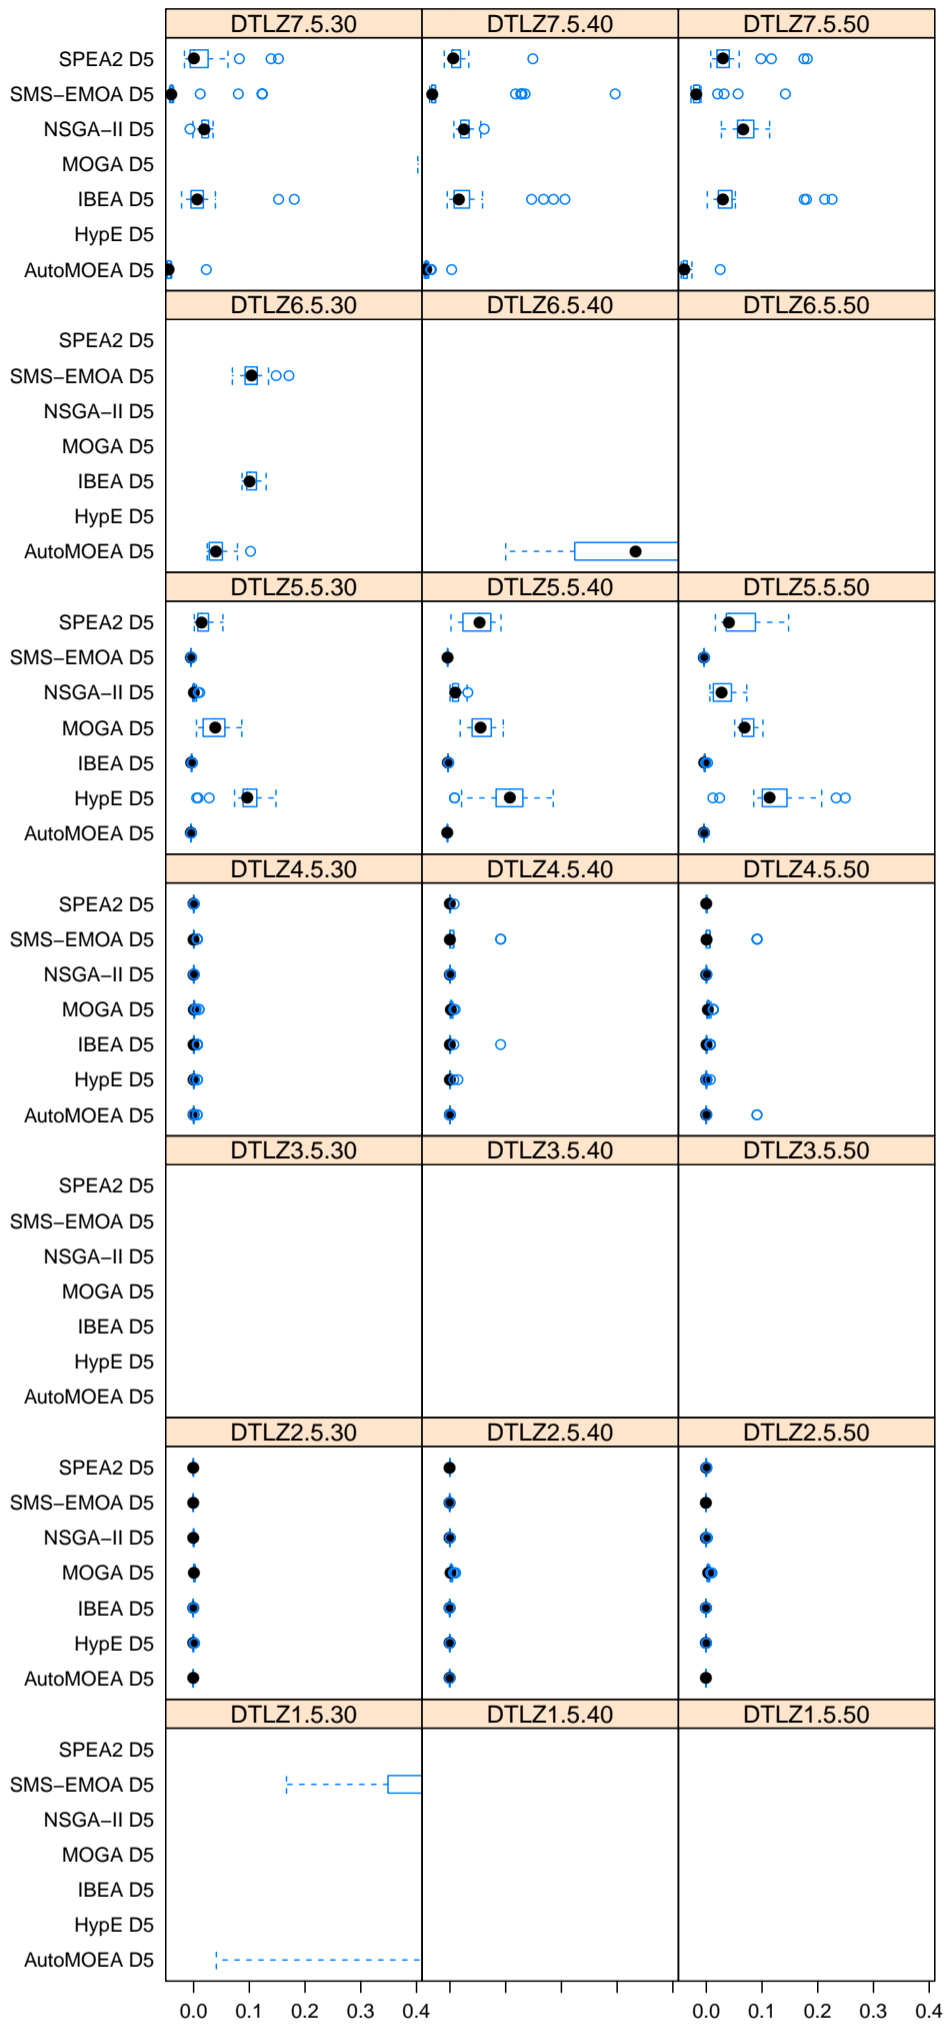 DTLZ7.5.30 DTLZ7.5.40 DTLZ7.5.50
SPEA2 D5
SMS−EMOA D5
NSGA−II D5
MOGA D5
IBEA D5
HypE D5
AutoMOEA D5
DTLZ6.5.30 DTLZ6.5.40 DTLZ6.5.50
SPEA2 D5
SMS−EMOA D5
NSGA−II D5
MOGA D5
IBEA D5
HypE D5
AutoMOEA D5
DTLZ5.5.30 DTLZ5.5.40 DTLZ5.5.50
SPEA2 D5
SMS−EMOA D5
NSGA−II D5
MOGA D5
IBEA D5
HypE D5
AutoMOEA D5
DTLZ4.5.30 DTLZ4.5.40 DTLZ4.5.50
SPEA2 D5
SMS−EMOA D5
NSGA−II D5
MOGA D5
IBEA D5
HypE D5
AutoMOEA D5
DTLZ3.5.30 DTLZ3.5.40 DTLZ3.5.50
SPEA2 D5
SMS−EMOA D5
NSGA−II D5
MOGA D5
IBEA D5
HypE D5
AutoMOEA D5
DTLZ2.5.30 DTLZ2.5.40 DTLZ2.5.50
SPEA2 D5
SMS−EMOA D5
NSGA−II D5
MOGA D5
IBEA D5
HypE D5
AutoMOEA D5
DTLZ1.5.30 DTLZ1.5.40 DTLZ1.5.50
SPEA2 D5
SMS−EMOA D5
NSGA−II D5
MOGA D5
IBEA D5
HypE D5
AutoMOEA D5
0.0 0.1 0.2 0.3 0.4 0.0 0.1 0.2 0.3 0.4